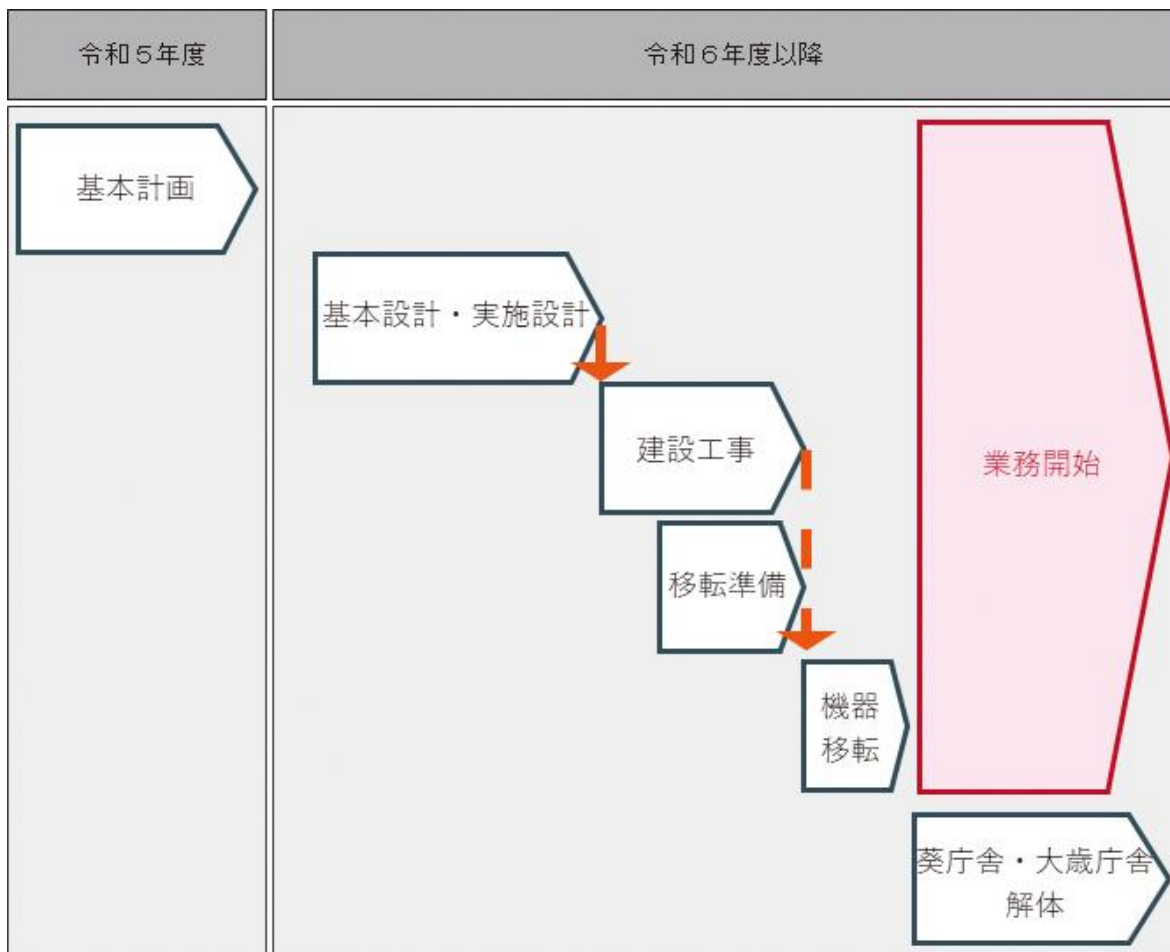 令和５年度
令和６年度以降
基本計画
基本設計・実施設計
建設工事
移転準備
機器
移転
業務開始
葵庁舎・大歳庁舎
解体